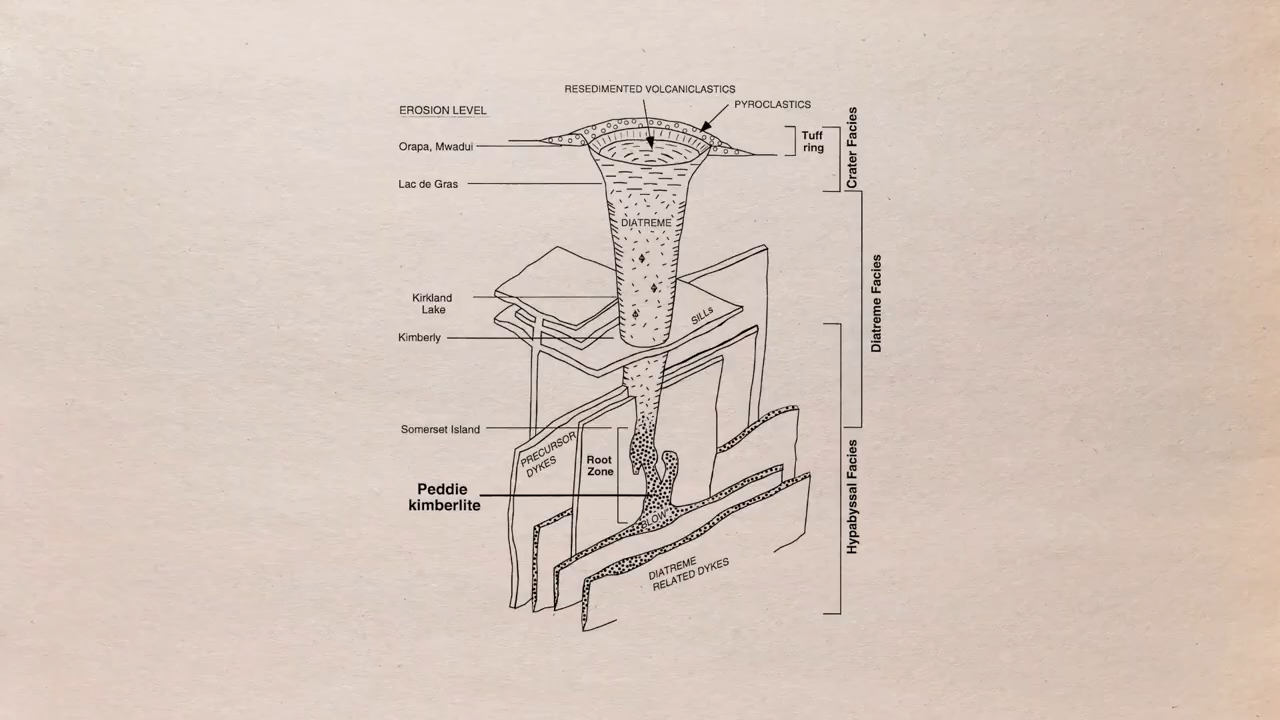 RESEDIMENTED VOLCANICLASTICS
PYROCLASTICS
EROSION LEVEL
Orapa, Mwadui
Tuff
ring
Crater Facies
Lac de Gras
DIATREME
Diatreme Facies
Kirkland
Lake
SILLs
Kimberly
Somerset Island
PRECURSOR
DYKES
Root
Zone
Peddie
kimberlite
BLOW
Hypabyssal Facies
DIATREME
RELATED DYKES